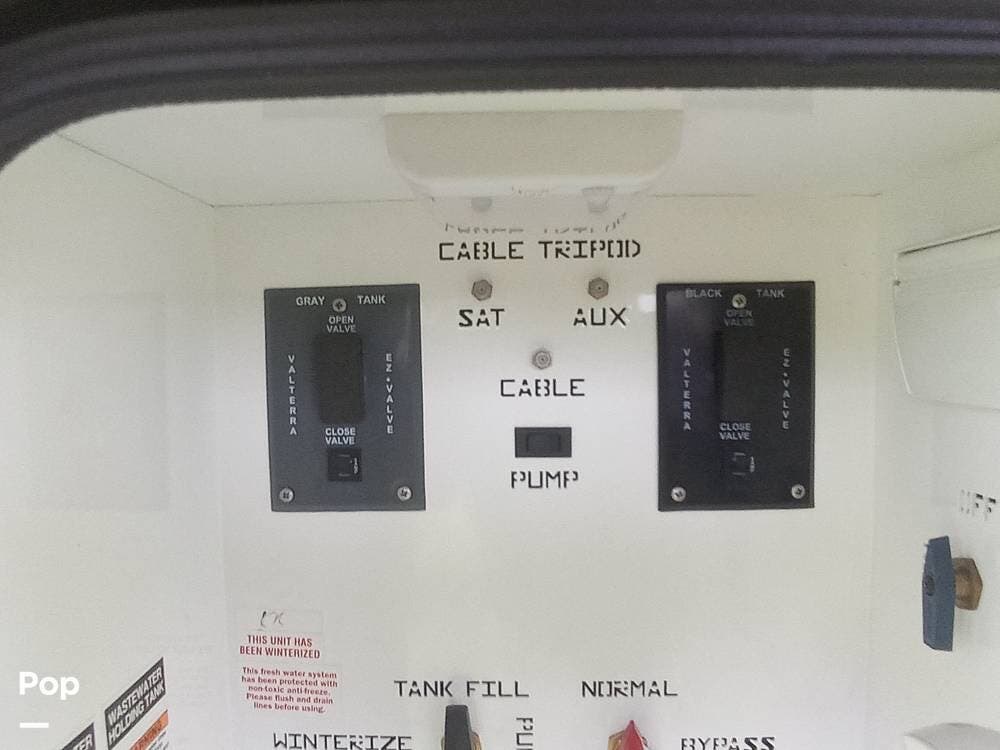 CABLE TRIPOD
GRAY TANK
OPEN
VALVE
VALTERRA
EZ•VALVE
CLOSE
VALVE
SAT
AUX
CABLE
PUMP
BLACK TANK
OPEN
VALVE
VALTERRA
EZ•VALVE
CLOSE
VALVE
OFF
THIS UNIT HAS
BEEN WINTERIZED
This fresh water system
has been protected with
non-toxic anti-freeze.
Please flush and drain
lines before using.
Pop
WASTEWATER
HOLDING TANK
TANK FILL
NORMAL
WINTERIZE
BYPASS